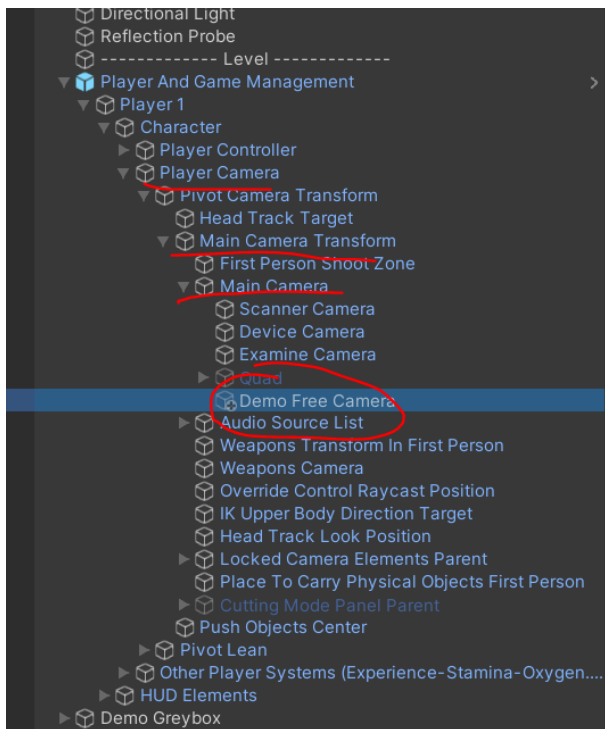 Directional Light
Reflection Probe
------------- Level -------------
Player And Game Management
Player 1
Character
Player Controller
Player Camera
Pivot Camera Transform
Head Track Target
Main Camera Transform
First Person Shoot Zone
Main Camera
Scanner Camera
Device Camera
Examine Camera
Quad
Demo Free Camera
Audio Source List
Weapons Transform In First Person
Weapons Camera
Override Control Raycast Position
IK Upper Body Direction Target
Head Track Look Position
Locked Camera Elements Parent
Place To Carry Physical Objects First Person
Cutting Mode Panel Parent
Push Objects Center
Pivot Lean
Other Player Systems (Experience-Stamina-Oxygen....
HUD Elements
Demo Greybox